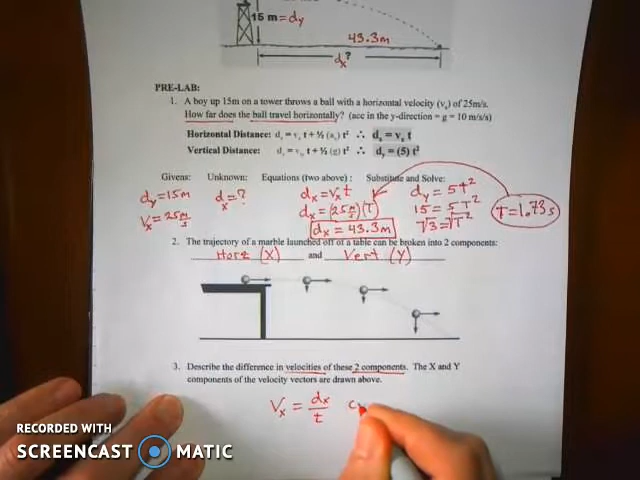 15 m = dy
43.3m
dx?
PRE-LAB:
1. A boy up 15m on a tower throws a ball with a horizontal velocity (vx) of 25m/s.
How far does the ball travel horizontally? (acc in the y-direction = g = 10 m/s/s)
Horizontal Distance: dx = vx t + ½ (ax) t² ∴ dx = vx t
Vertical Distance: dy = vy t + ½ (g) t² ∴ dy = (5) t²
Givens: Unknown: Equations (two above) : Substitute and Solve:
dy = 15m dx = ? dx = vx t dy = 5t²
Vx = 25 m/s dx = (25 m/s)(T) 15 = 5T² T = 1.73 s
dx = 43.3m √3 = √T²
2. The trajectory of a marble launched off of a table can be broken into 2 components:
Horz (X) and Vert (Y)
3. Describe the difference in velocities of these 2 components. The X and Y
components of the velocity vectors are drawn above.
Vx = dx/t c
RECORDED WITH
SCREENCAST MATIC